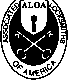 ASSOCIATED ALOA LOCKSMITHS
OF AMERICA